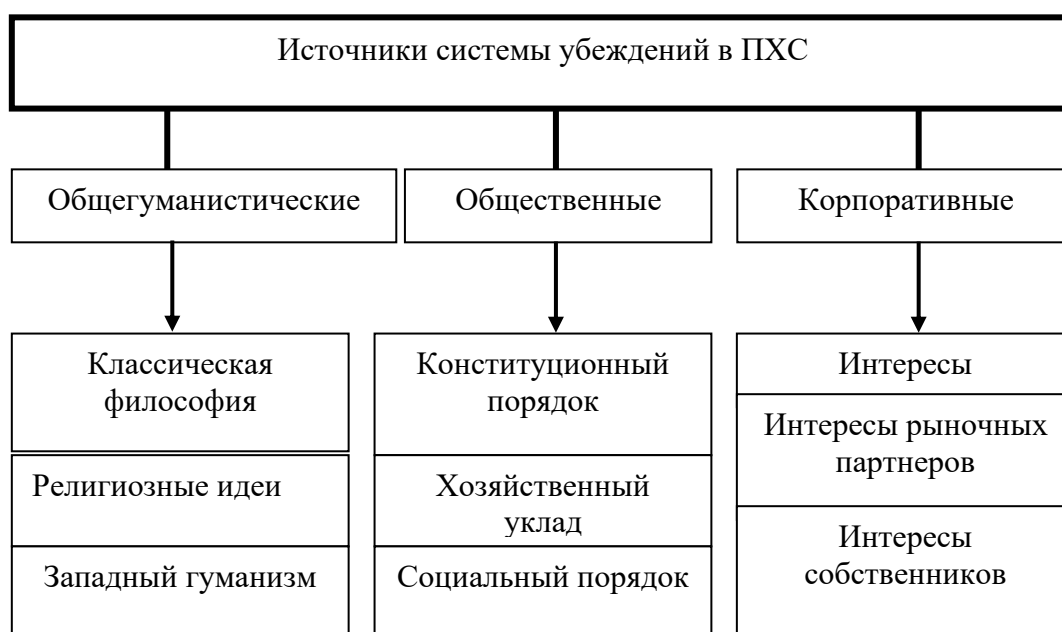 Источники системы убеждений в ПХС
Общегуманистические
Общественные
Корпоративные
Классическая
философия
Религиозные идеи
Западный гуманизм
Конституционный
порядок
Хозяйственный
уклад
Социальный порядок
Интересы
Интересы рыночных
партнеров
Интересы
собственников